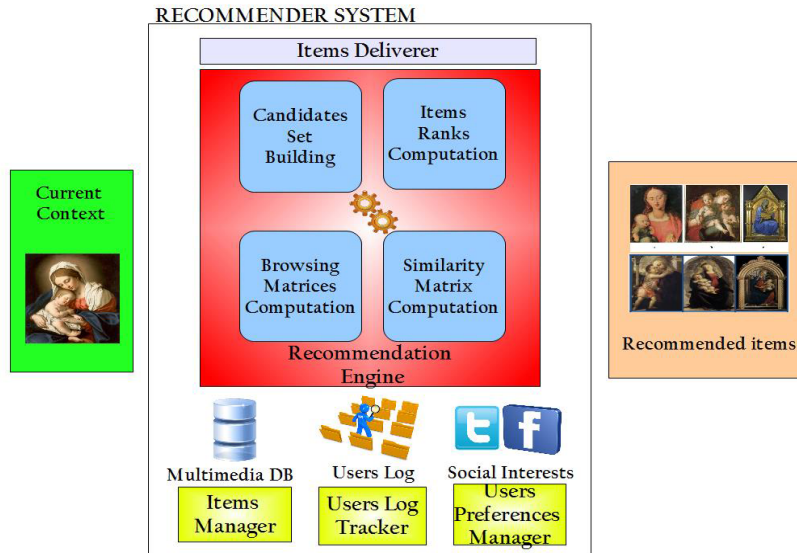 RECOMMENDER SYSTEM
Items Deliverer
Candidates
Set
Building
Items
Ranks
Computation
Current
Context
Browsing
Matrices
Computation
Similarity
Matrix
Computation
Recommendation
Engine
Recommended items
t
f
Multimedia DB
Users Log
Social Interests
Items
Manager
Users Log
Tracker
Users
Preferences
Manager